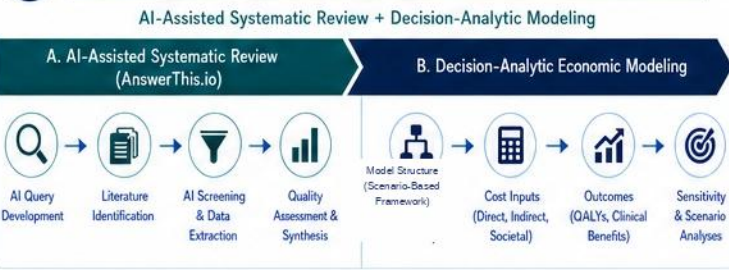 AI-Assisted Systematic Review + Decision-Analytic Modeling
A. AI-Assisted Systematic Review
(AnswerThis.io)
B. Decision-Analytic Economic Modeling
AI Query
Development
Literature
Identification
AI Screening
& Data
Extraction
Quality
Assessment &
Synthesis
Model Structure
(Scenario-Based
Framework)
Cost Inputs
(Direct, Indirect,
Societal)
Outcomes
(QALYs, Clinical
Benefits)
Sensitivity
& Scenario
Analyses